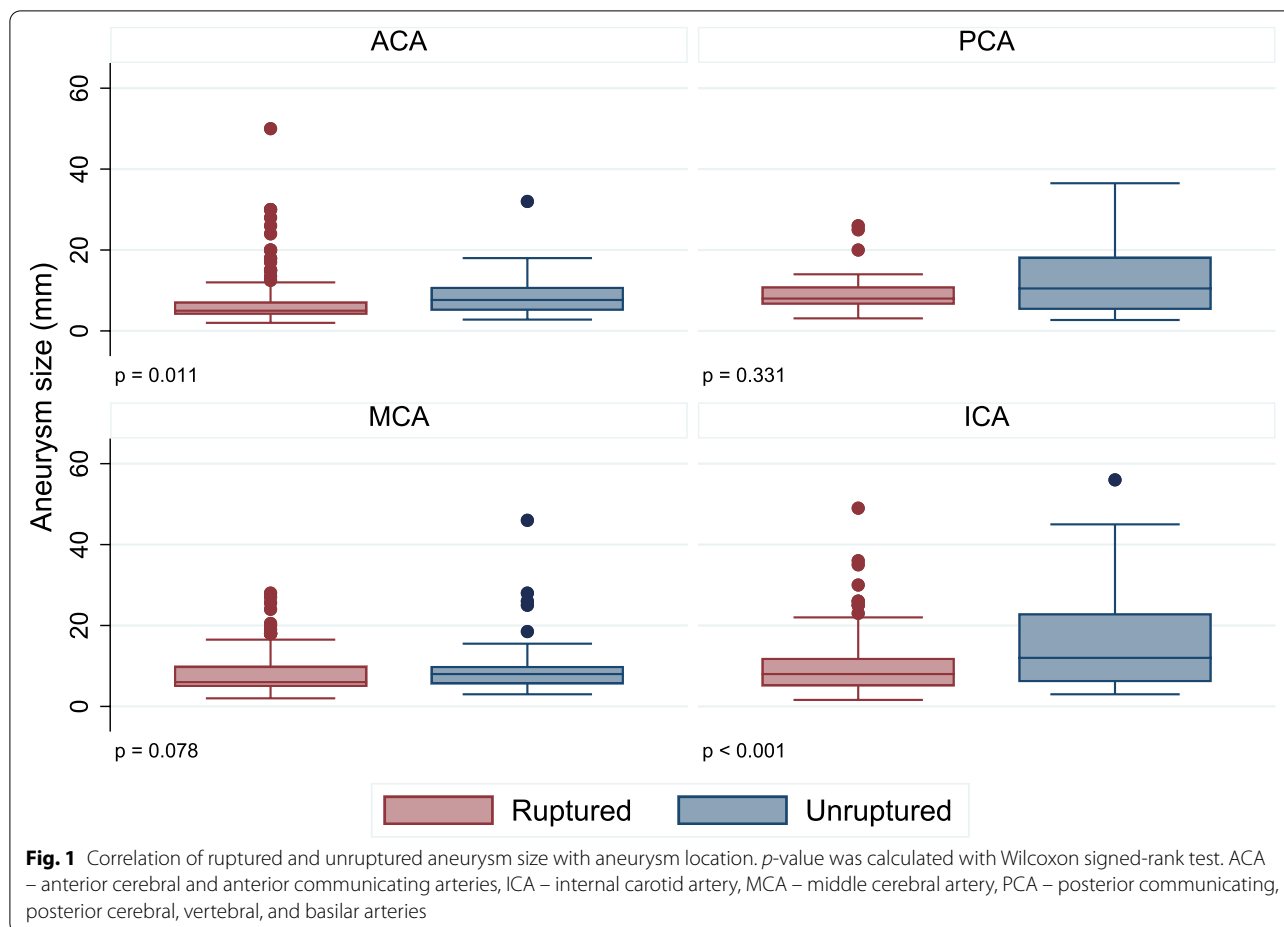 ACA
PCA
Aneurysm size (mm)
60
40
20
0
p = 0.011
p = 0.331
MCA
ICA
60
40
20
0
p = 0.078
p < 0.001
Ruptured
Unruptured
Fig. 1 Correlation of ruptured and unruptured aneurysm size with aneurysm location. p-value was calculated with Wilcoxon signed-rank test. ACA
– anterior cerebral and anterior communicating arteries, ICA – internal carotid artery, MCA – middle cerebral artery, PCA – posterior communicating,
posterior cerebral, vertebral, and basilar arteries